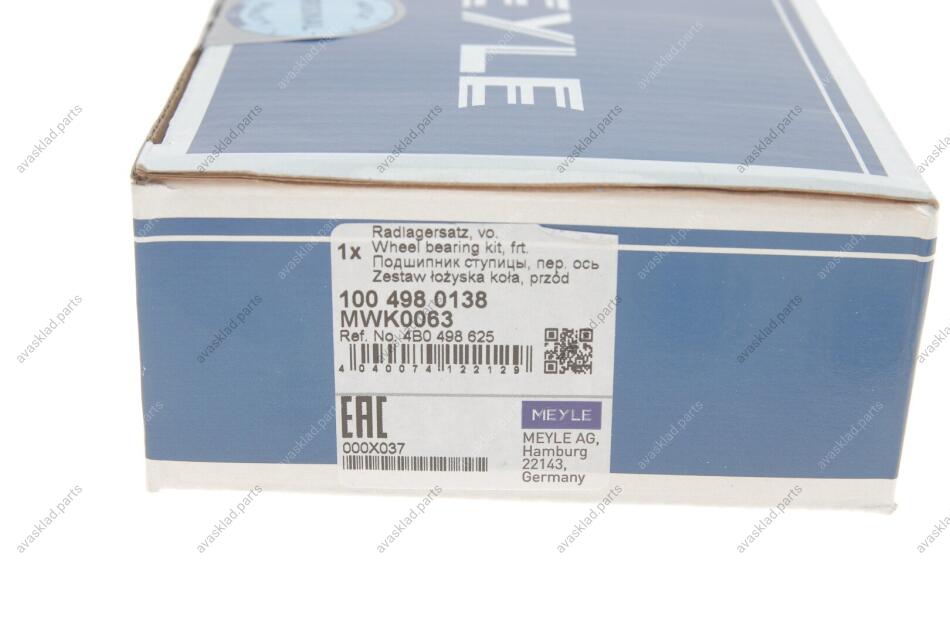 MEYLE
Radlagersatz, vo.
1x Wheel bearing kit, frt.
Подшипник ступицы, пер. ось
Zestaw łożyska koła, przód
100 498 0138
MWK0063
Ref. No. 4B0 498 625
4 040074 122129
EAC
000X037
MEYLE
MEYLE AG,
Hamburg
22143,
Germany
avasklad.parts